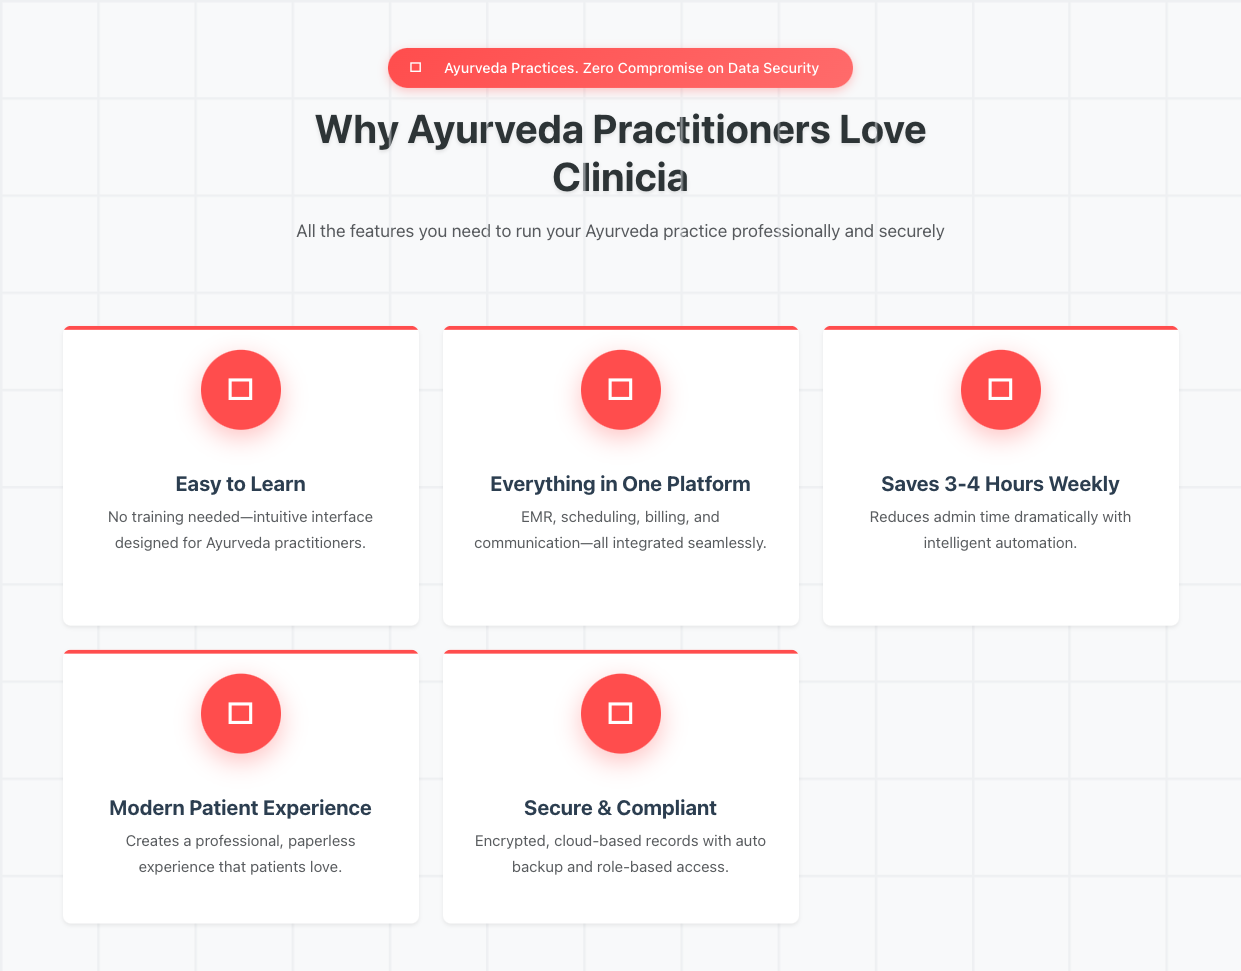 Ayurveda Practices. Zero Compromise on Data Security
Why Ayurveda Practitioners Love
Clinicia
All the features you need to run your Ayurveda practice professionally and securely
Easy to Learn
No training needed—intuitive interface
designed for Ayurveda practitioners.
Everything in One Platform
EMR, scheduling, billing, and
communication—all integrated seamlessly.
Saves 3-4 Hours Weekly
Reduces admin time dramatically with
intelligent automation.
Modern Patient Experience
Creates a professional, paperless
experience that patients love.
Secure & Compliant
Encrypted, cloud-based records with auto
backup and role-based access.